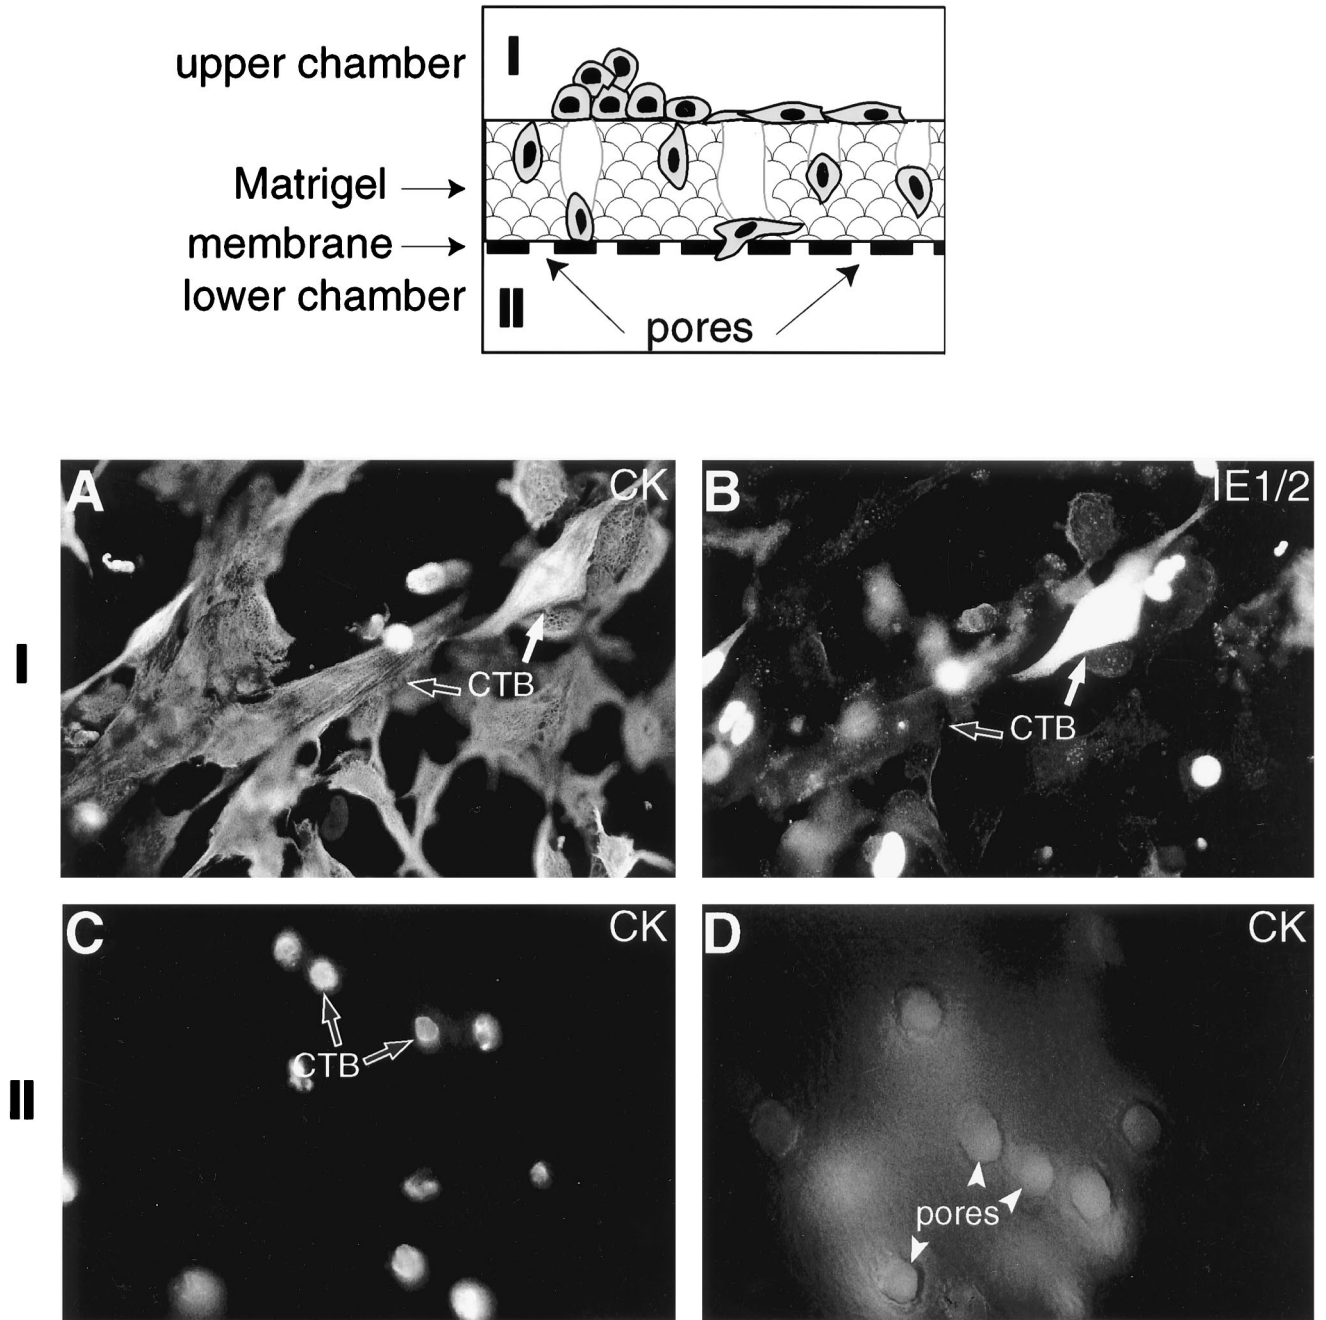 I
upper chamber
Matrigel
membrane
lower chamber
II
pores
A
CK
CTB
B
IE1/2
CTB
I
C
CK
CTB
D
CK
pores
II